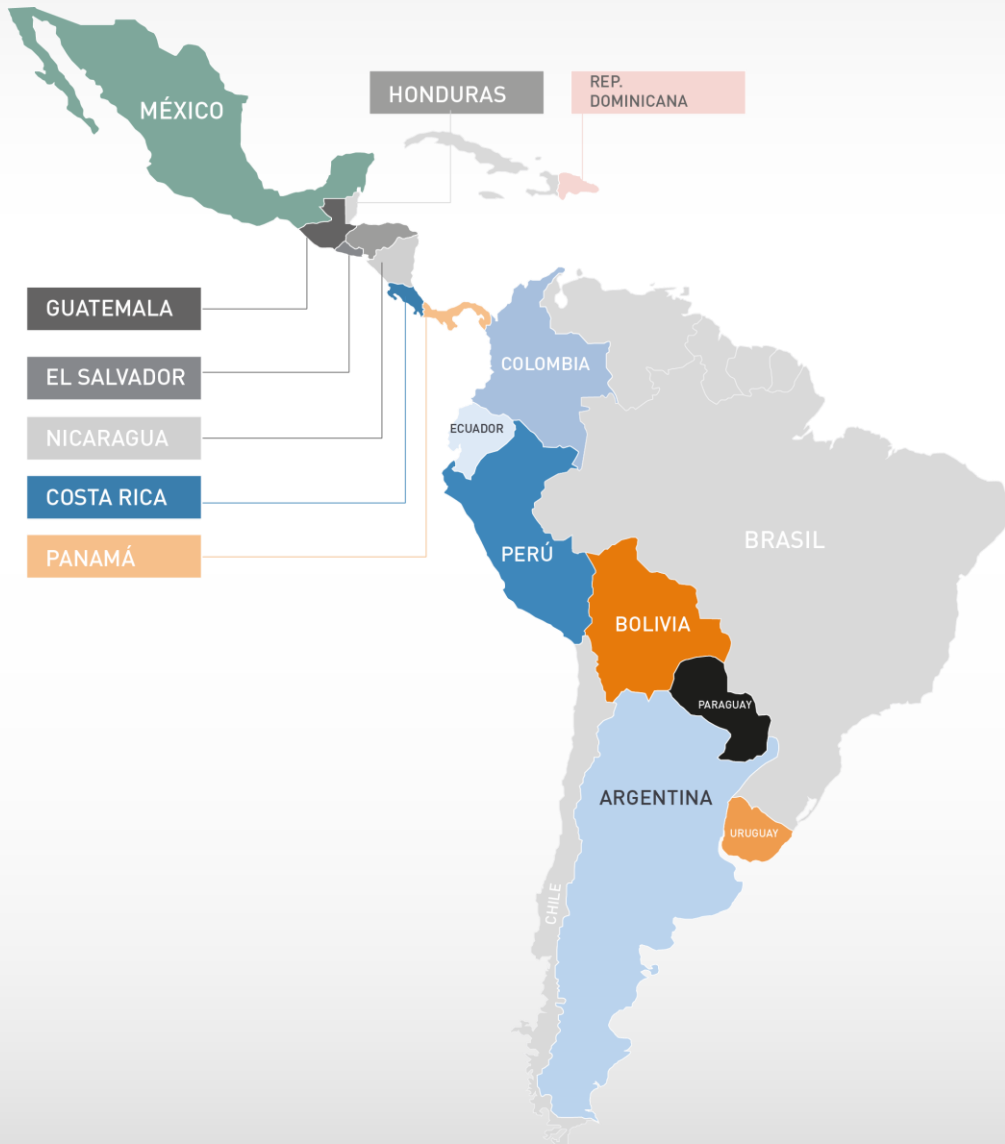 MÉXICO
HONDURAS
REP.
DOMINICANA
GUATEMALA
EL SALVADOR
NICARAGUA
COSTA RICA
PANAMÁ
COLOMBIA
ECUADOR
PERÚ
BRASIL
BOLIVIA
PARAGUAY
ARGENTINA
URUGUAY
CHILE